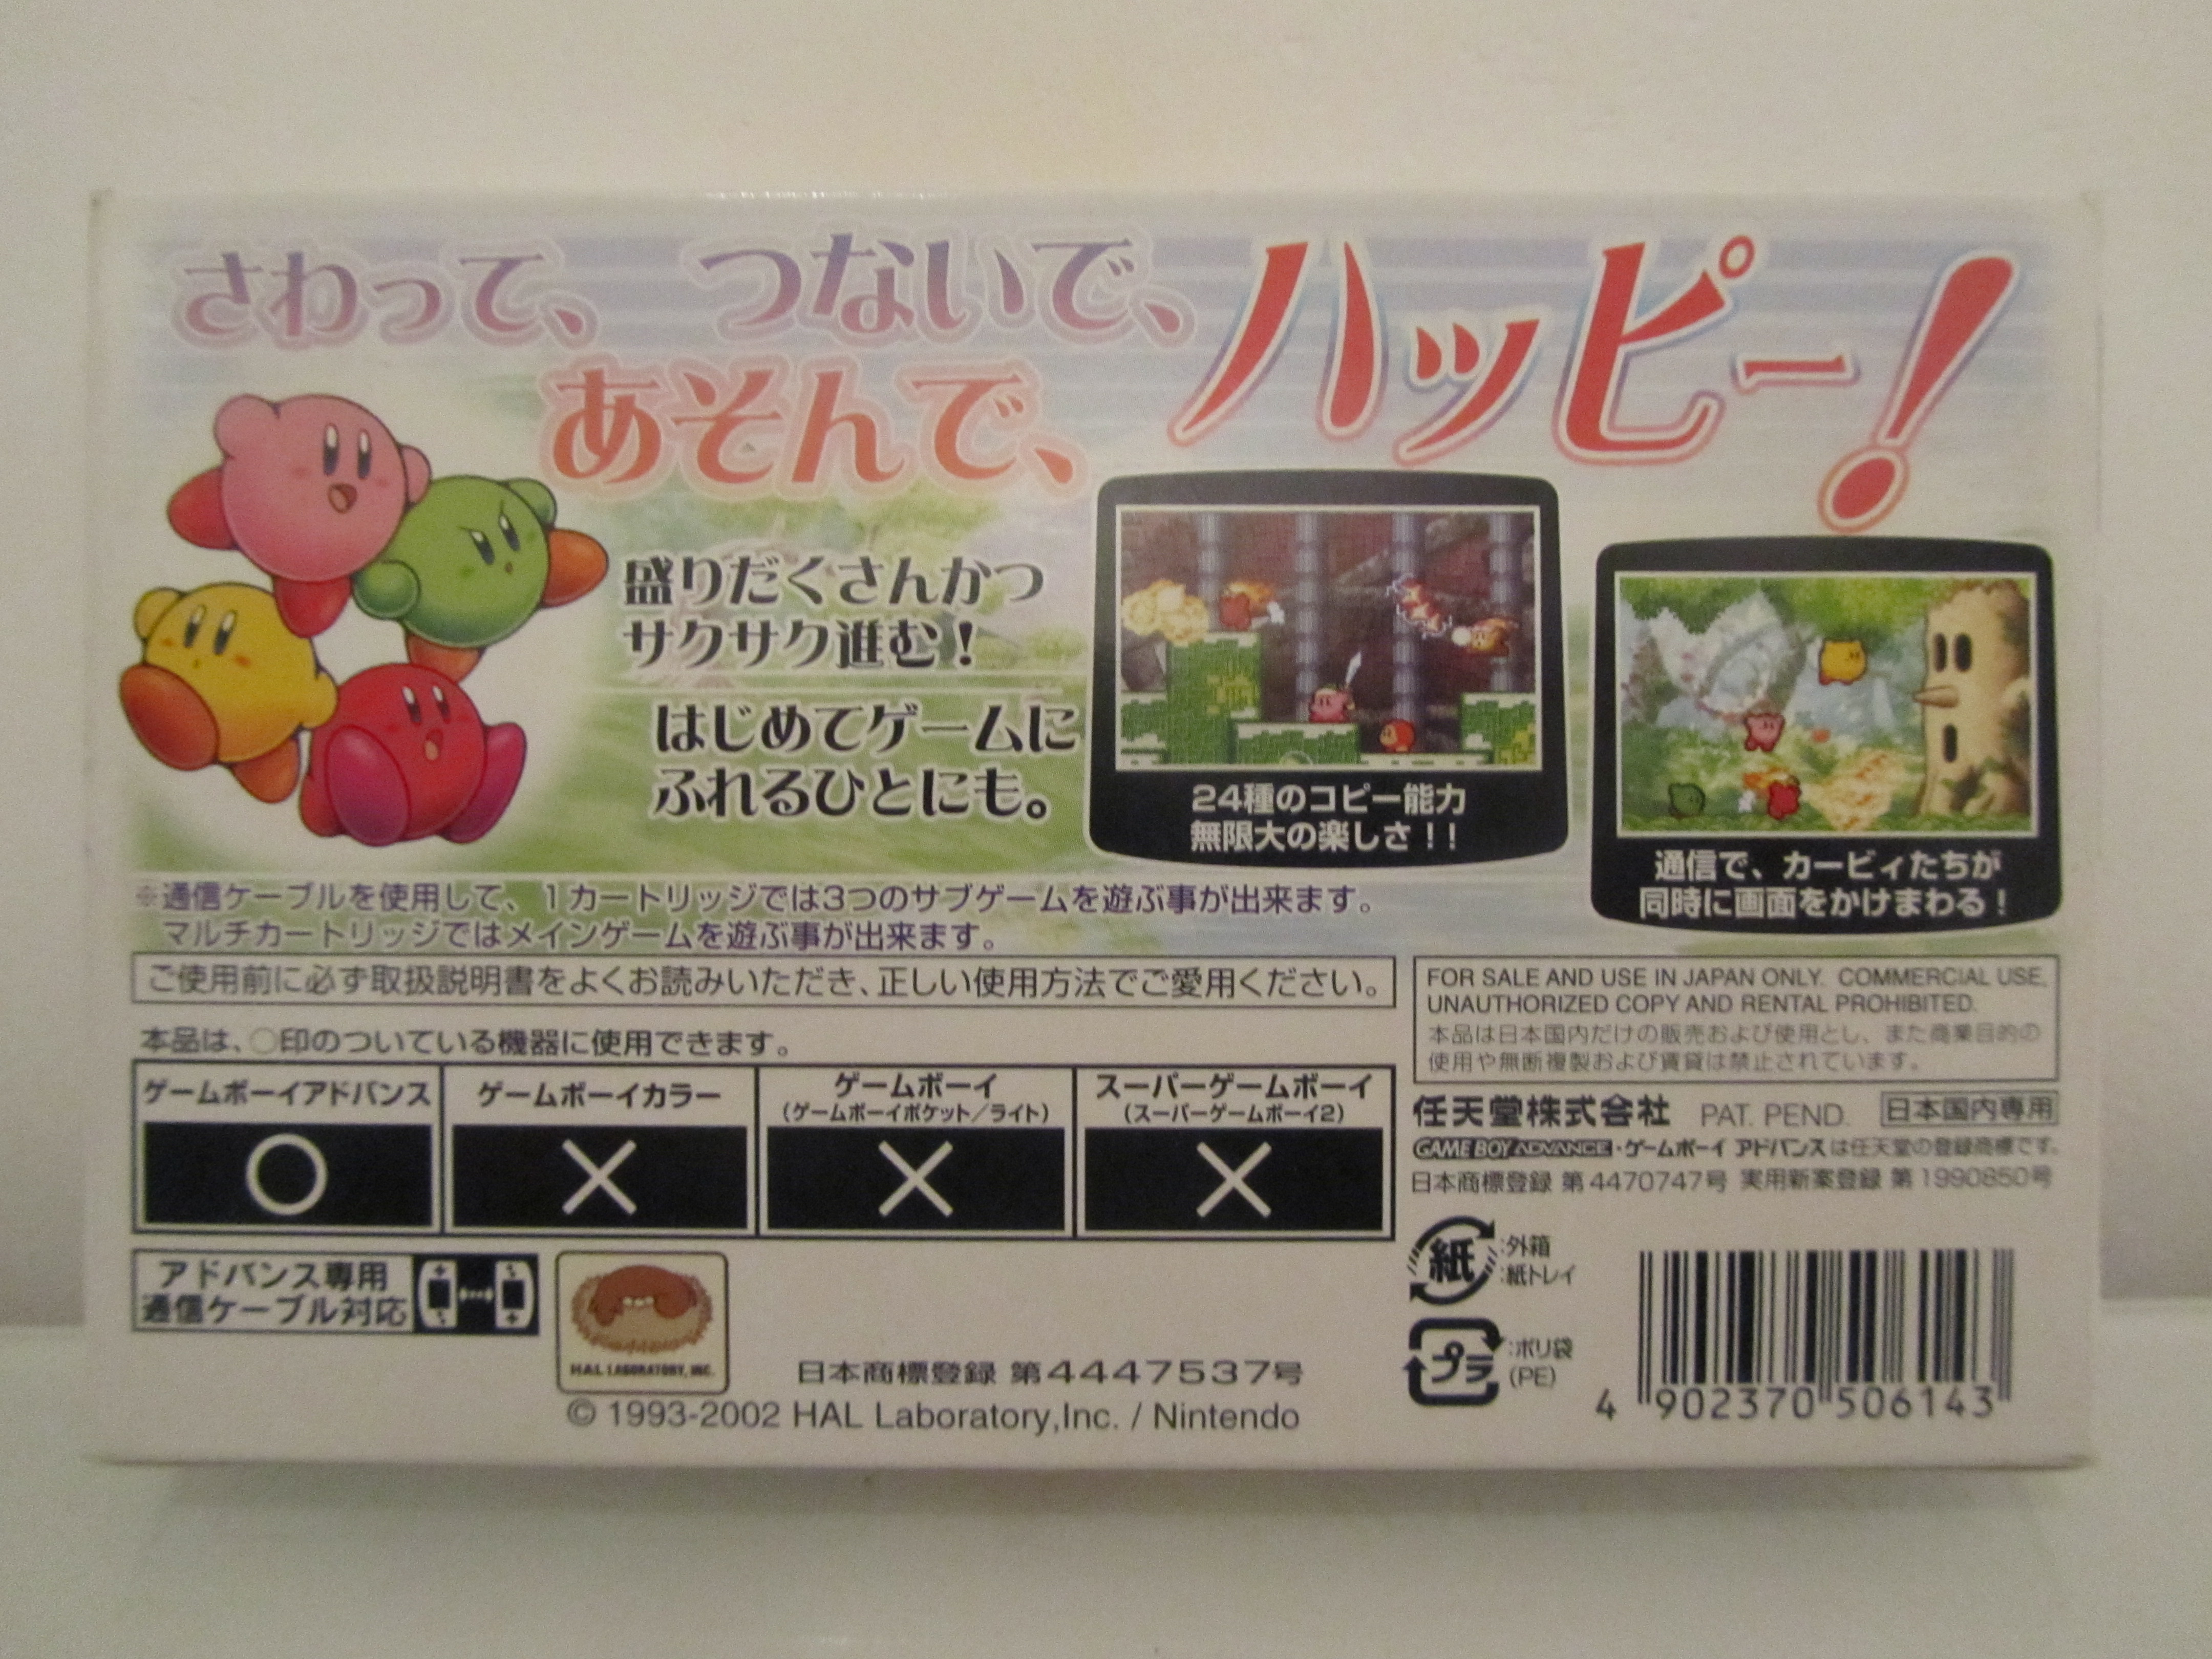 さわって、 つないで、
あそんで、
ハッピー!
盛りだくさんかつ
サクサク進む!
はじめてゲームに
ふれるひとにも。
24種のコピー能力
無限大の楽しさ!!
通信で、カービィたちが
同時に画面をかけまわる!
※通信ケーブルを使用して、1カートリッジでは3つのサブゲームを遊ぶ事が出来ます。
マルチカートリッジではメインゲームを遊ぶ事が出来ます。
ご使用前に必ず取扱説明書をよくお読みいただき、正しい使用方法でご愛用ください。
本品は、○印のついている機器に使用できます。
ゲームボーイアドバンス
ゲームボーイカラー
ゲームボーイ
(ゲームボーイポケット/ライト)
スーパーゲームボーイ
(スーパーゲームボーイ2)
○ × × ×
FOR SALE AND USE IN JAPAN ONLY. COMMERCIAL USE,
UNAUTHORIZED COPY AND RENTAL PROHIBITED.
本品は日本国内だけの販売および使用とし、また商業目的の
使用や無断複製および賃貸は禁止されています。
任天堂株式会社 PAT. PEND. 日本国内専用
GAME BOY ADVANCE・ゲームボーイ アドバンスは任天堂の登録商標です。
日本商標登録 第4470747号 実用新案登録 第1990850号
アドバンス専用
通信ケーブル対応
HAL LABORATORY, INC.
日本商標登録 第4447537号
© 1993-2002 HAL Laboratory,Inc. / Nintendo
紙 :外箱
:紙トレイ
プラ :ポリ袋
(PE)
4 902370 506143